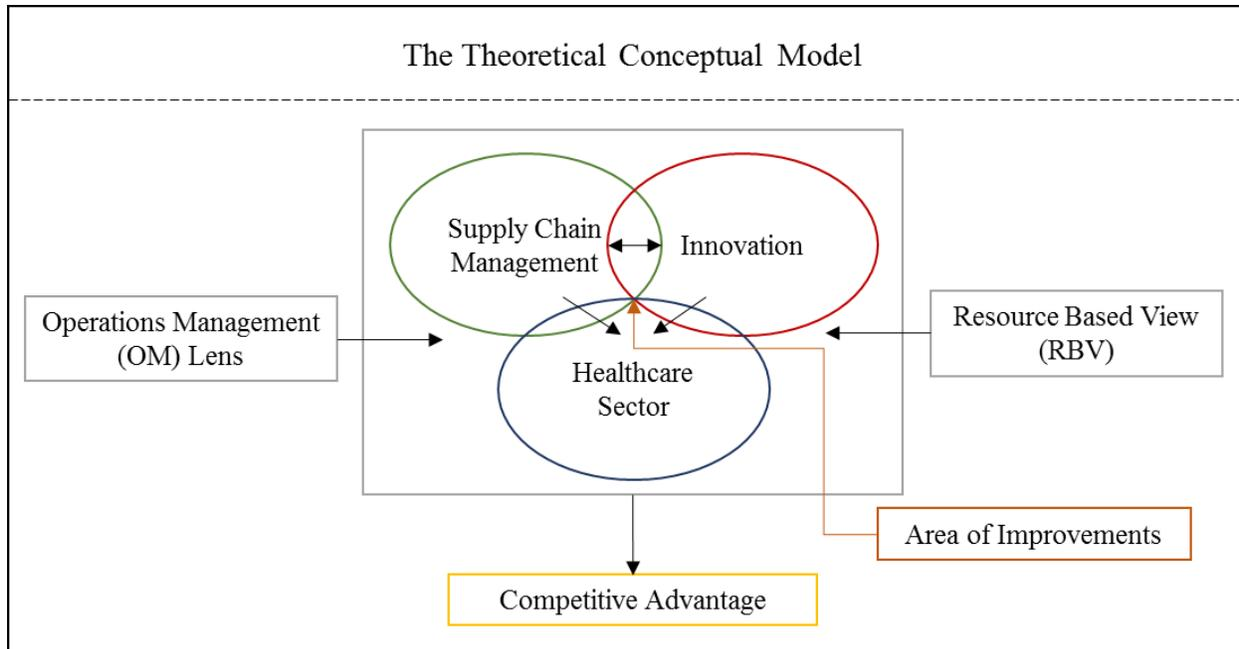 The Theoretical Conceptual Model
Supply Chain
Management
Innovation
Operations Management
(OM) Lens
Resource Based View
(RBV)
Healthcare
Sector
Area of Improvements
Competitive Advantage